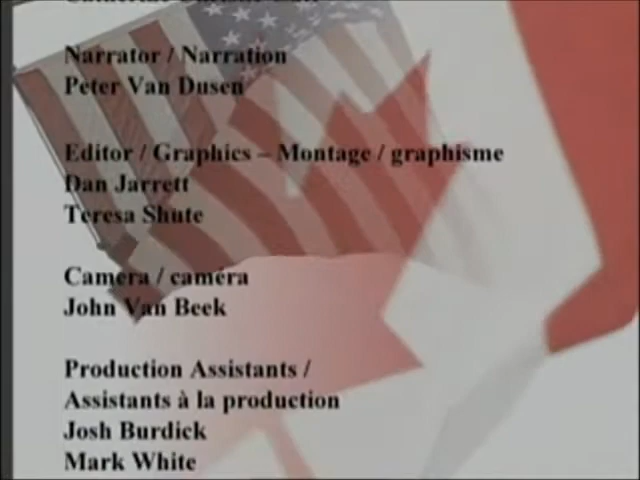 Narrator / Narration
Peter Van Dusen
Editor / Graphics – Montage / graphisme
Dan Jarrett
Teresa Shute
Camera / caméra
John Van Beek
Production Assistants /
Assistants à la production
Josh Burdick
Mark White